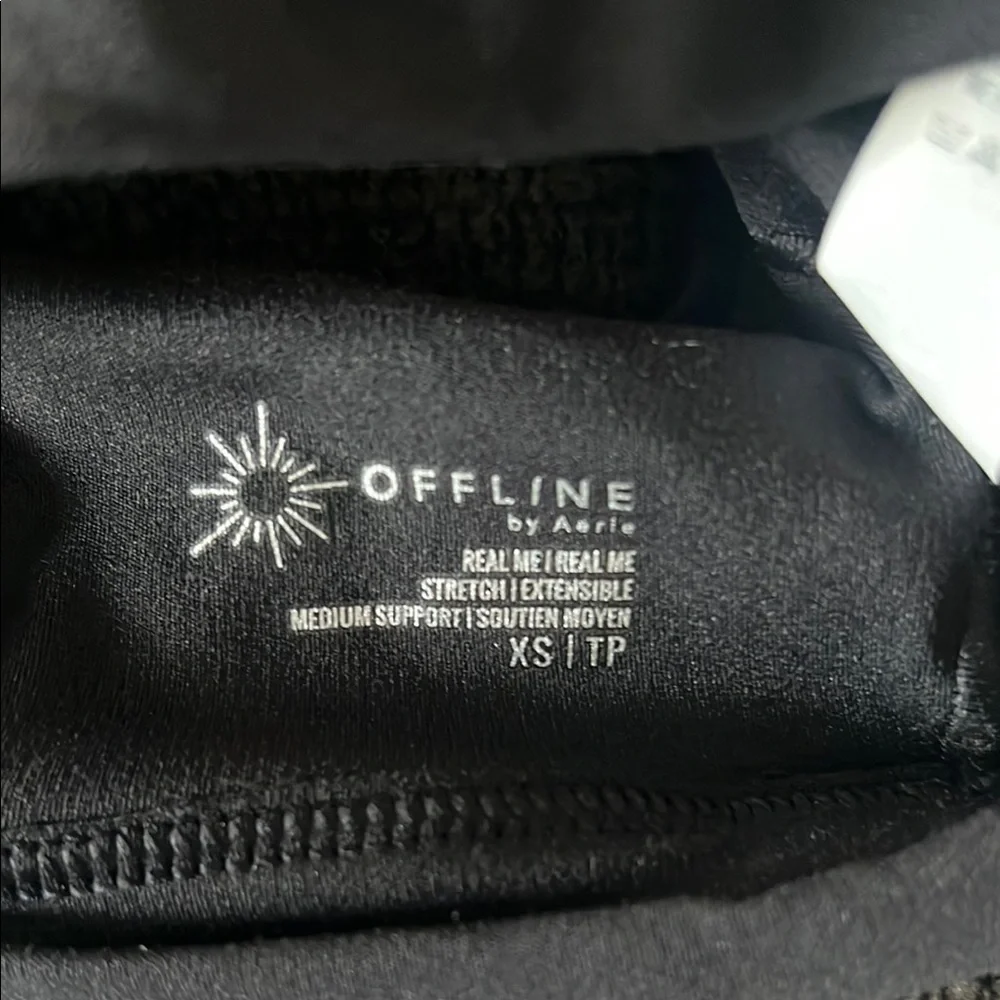 OFFLINE
by Aerie
REAL ME | REAL ME
STRETCH | EXTENSIBLE
MEDIUM SUPPORT | SOUTIEN MOYEN
XS | TP